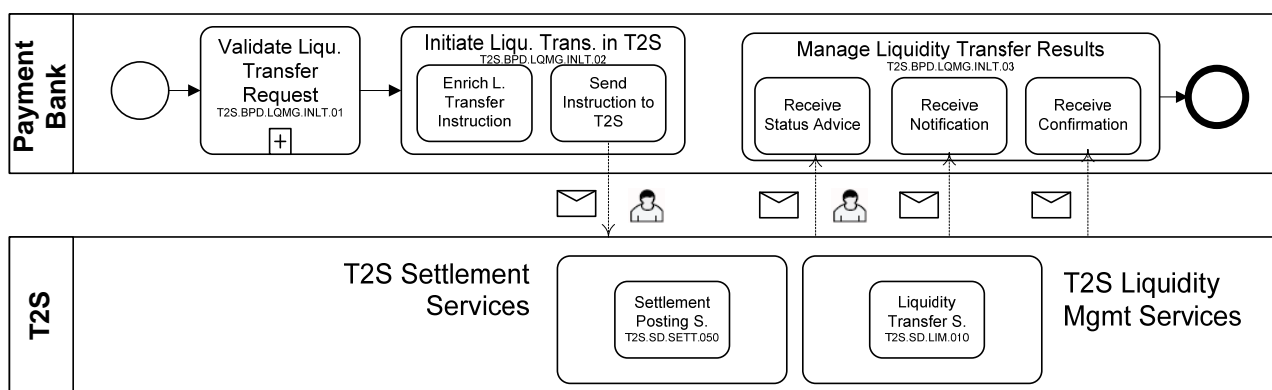 Payment
Bank
Validate Liqu.
Transfer
Request
T2S.BPD.LQMG.INLT.01
Initiate Liqu. Trans. in T2S
T2S.BPD.LQMG.INLT.02
Enrich L.
Transfer
Instruction
Send
Instruction to
T2S
Manage Liquidity Transfer Results
T2S.BPD.LQMG.INLT.03
Receive
Status Advice
Receive
Notification
Receive
Confirmation
T2S
T2S Settlement
Services
Settlement
Posting S.
T2S.SD.SETT.050
Liquidity
Transfer S.
T2S.SD.LIM.010
T2S Liquidity
Mgmt Services